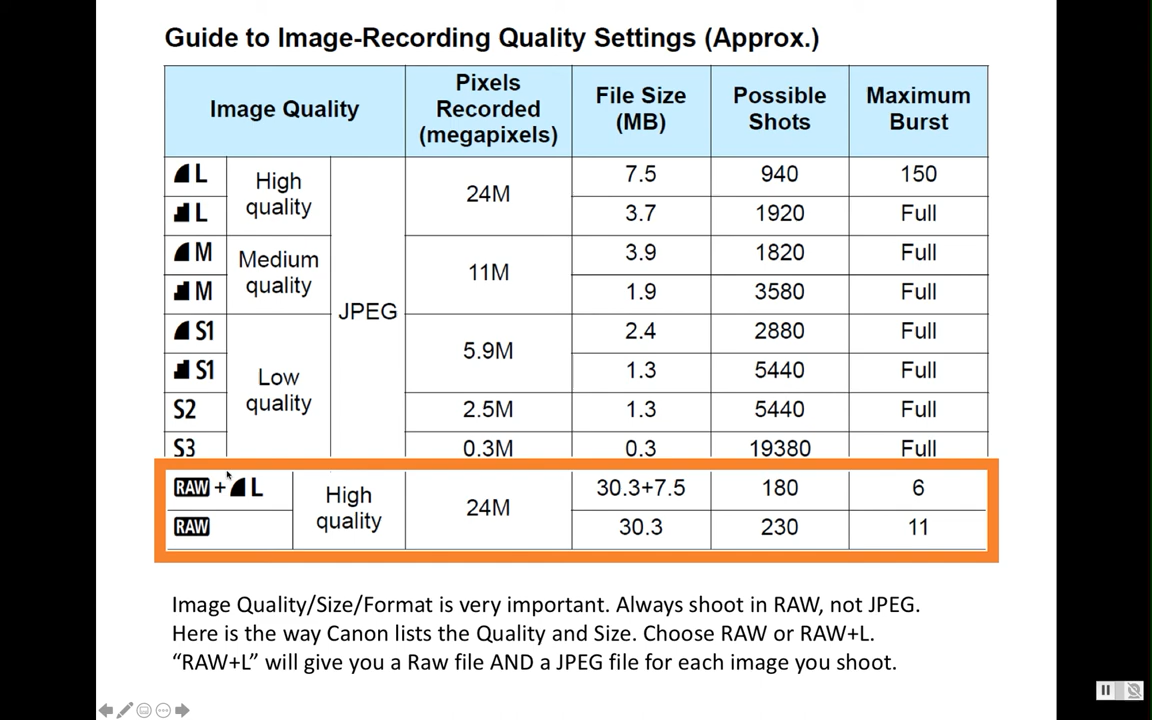 Guide to Image-Recording Quality Settings (Approx.)
Image Quality Pixels Recorded (megapixels) File Size (MB) Possible Shots Maximum Burst
L High quality JPEG 24M 7.5 940 150
L 3.7 1920 Full
M Medium quality 11M 3.9 1820 Full
M 1.9 3580 Full
S1 Low quality 5.9M 2.4 2880 Full
S1 1.3 5440 Full
S2 2.5M 1.3 5440 Full
S3 0.3M 0.3 19380 Full
RAW + L High quality 24M 30.3+7.5 180 6
RAW 30.3 230 11
Image Quality/Size/Format is very important. Always shoot in RAW, not JPEG.
Here is the way Canon lists the Quality and Size. Choose RAW or RAW+L.
“RAW+L” will give you a Raw file AND a JPEG file for each image you shoot.